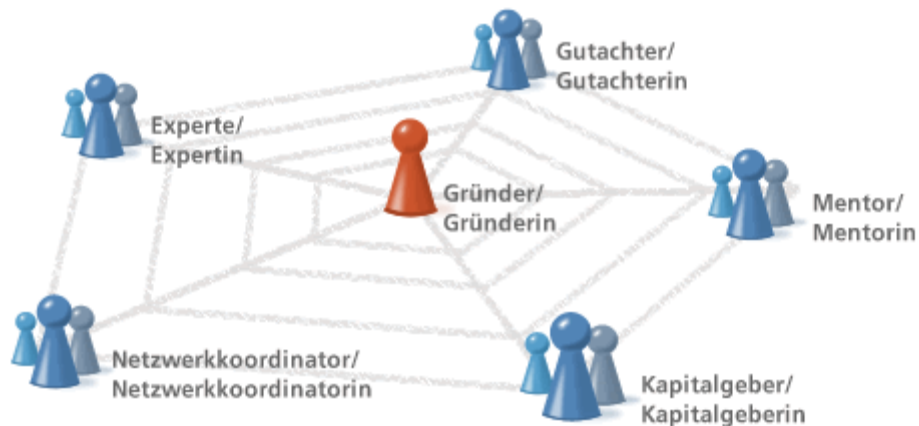 Gutachter/
Gutachterin
Experte/
Expertin
Gründer/
Gründerin
Mentor/
Mentorin
Netzwerkkoordinator/
Netzwerkkoordinatorin
Kapitalgeber/
Kapitalgeberin